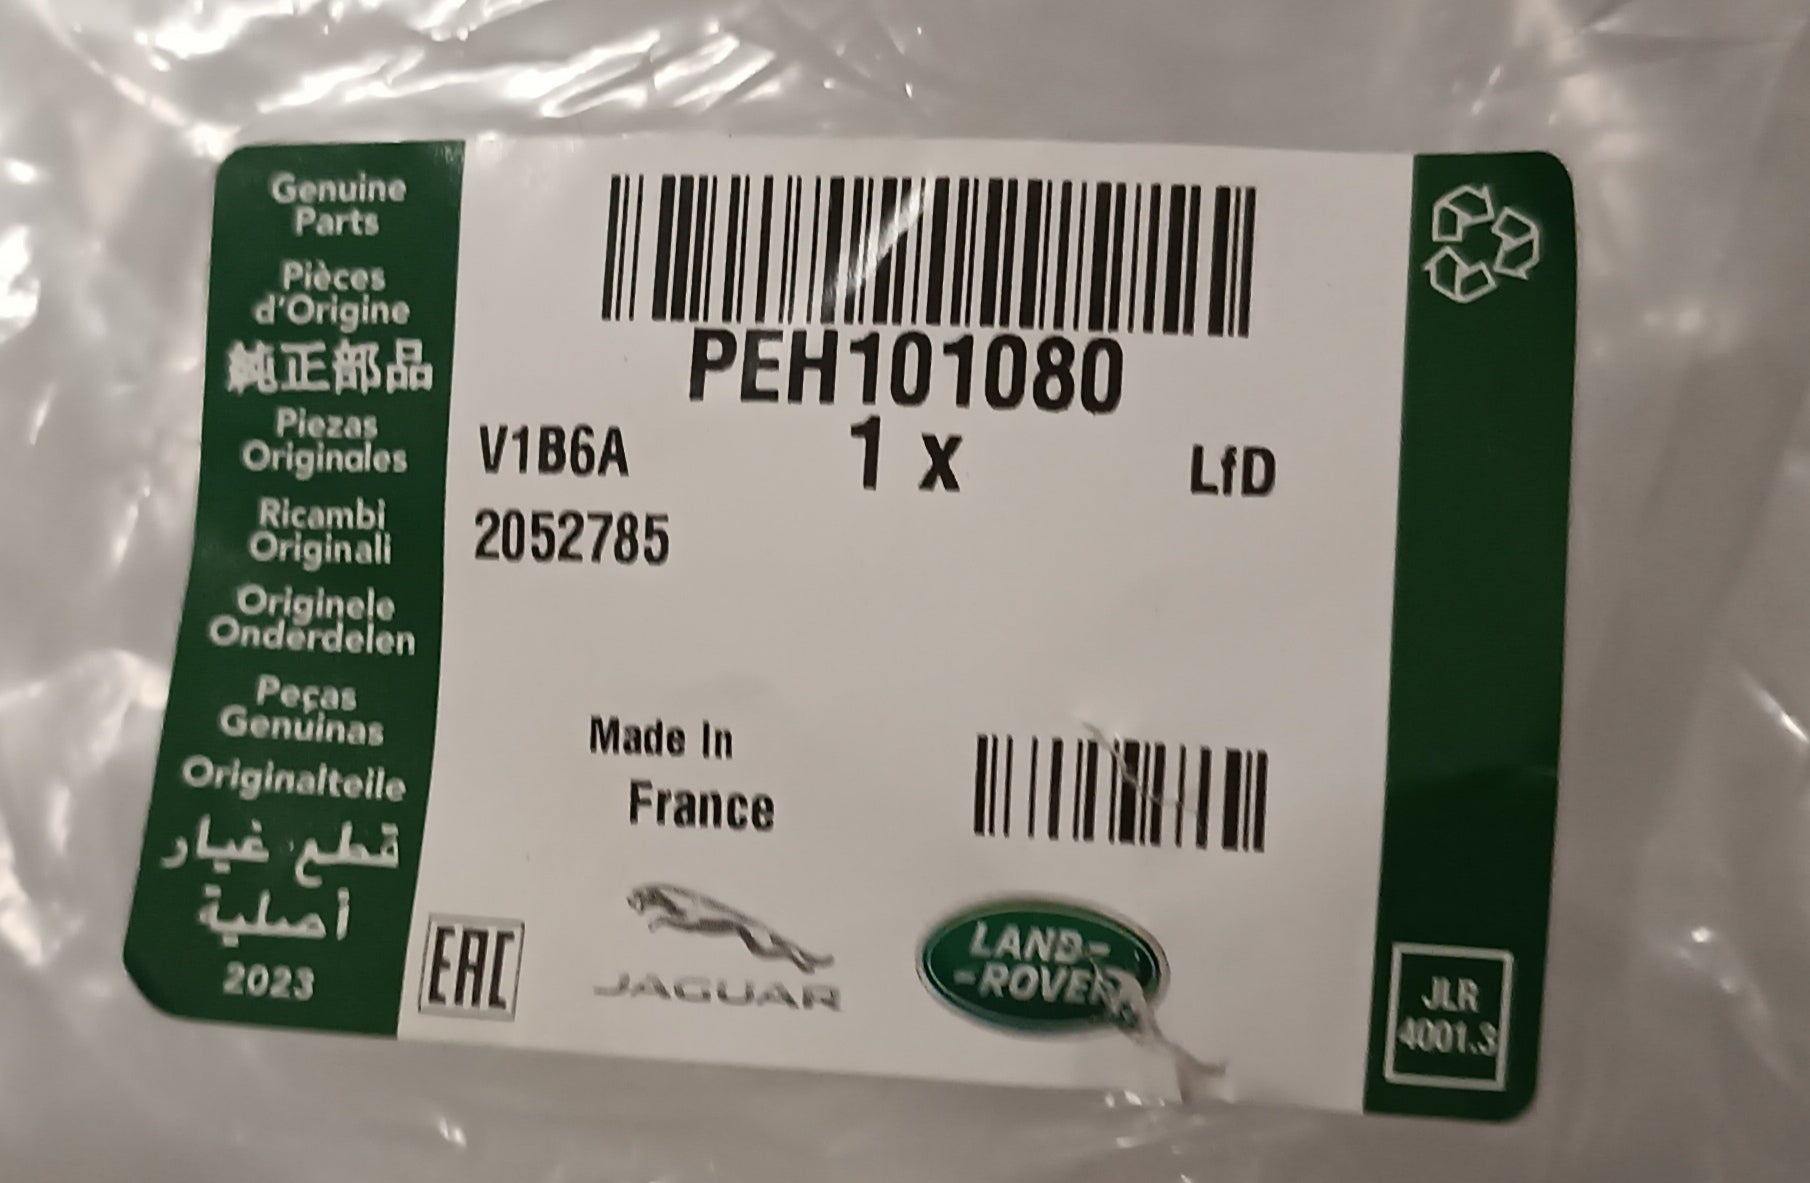 Genuine
Parts
Pièces
d'Origine
純正部品
Piezas
Originales
Ricambi
Originali
Originele
Onderdelen
Peças
Genuinas
Originalteile
قطع غيار
أصلية
2023
PEH101080
V1B6A 1 x LfD
2052785
Made In
France
EAC
JAGUAR
LAND-
-ROVER
JLR
4001.3